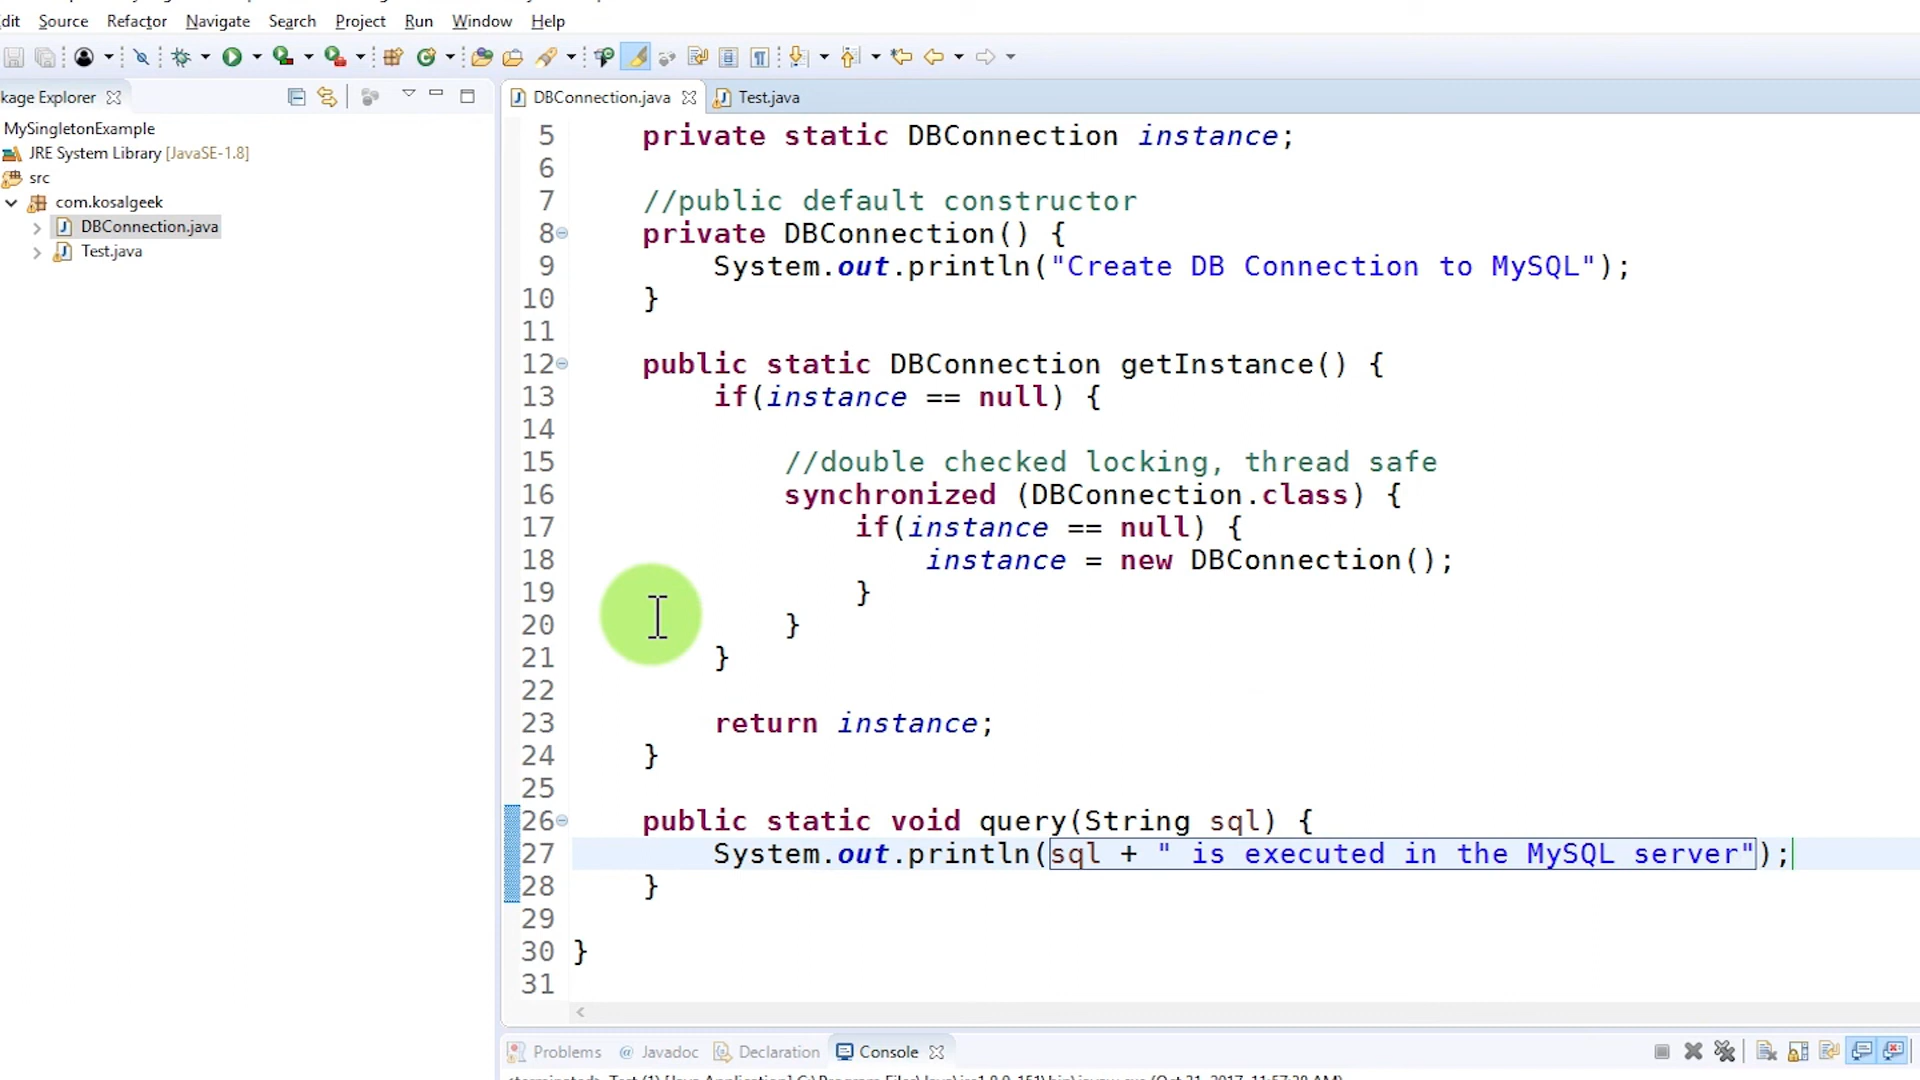 dit Source Refactor Navigate Search Project Run Window Help
kage Explorer
MySingletonExample
JRE System Library [JavaSE-1.8]
src
com.kosalgeek
DBConnection.java
Test.java
DBConnection.java Test.java
5 private static DBConnection instance;
6
7 //public default constructor
8 private DBConnection() {
9 System.out.println("Create DB Connection to MySQL");
10 }
11
12 public static DBConnection getInstance() {
13 if(instance == null) {
14
15 //double checked locking, thread safe
16 synchronized (DBConnection.class) {
17 if(instance == null) {
18 instance = new DBConnection();
19 }
20 }
21 }
22
23 return instance;
24 }
25
26 public static void query(String sql) {
27 System.out.println(sql + " is executed in the MySQL server");
28 }
29
30 }
31
Problems @ Javadoc Declaration Console